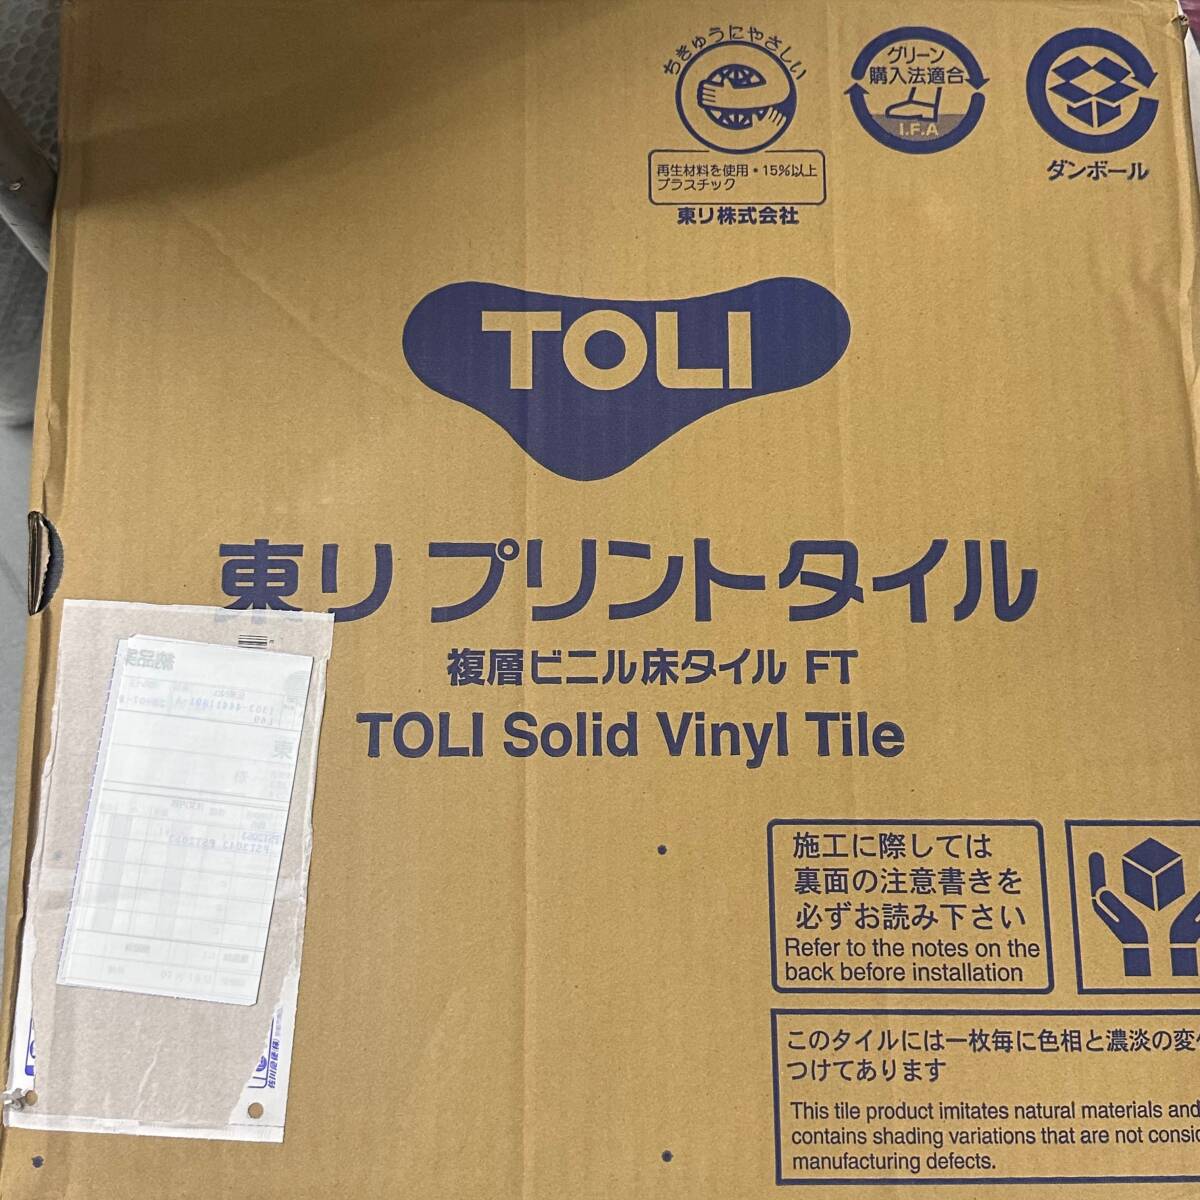 ちきゅうにやさしい
再生材料を使用・15%以上
プラスチック
東リ株式会社
グリーン
購入法適合
I.F.A
ダンボール
TOLI
東リ プリントタイル
複層ビニル床タイル FT
TOLI Solid Vinyl Tile
施工に際しては
裏面の注意書きを
必ずお読み下さい
Refer to the notes on the
back before installation
このタイルには一枚毎に色相と濃淡の変
つけてあります
This tile product imitates natural materials and
contains shading variations that are not consid
manufacturing defects.